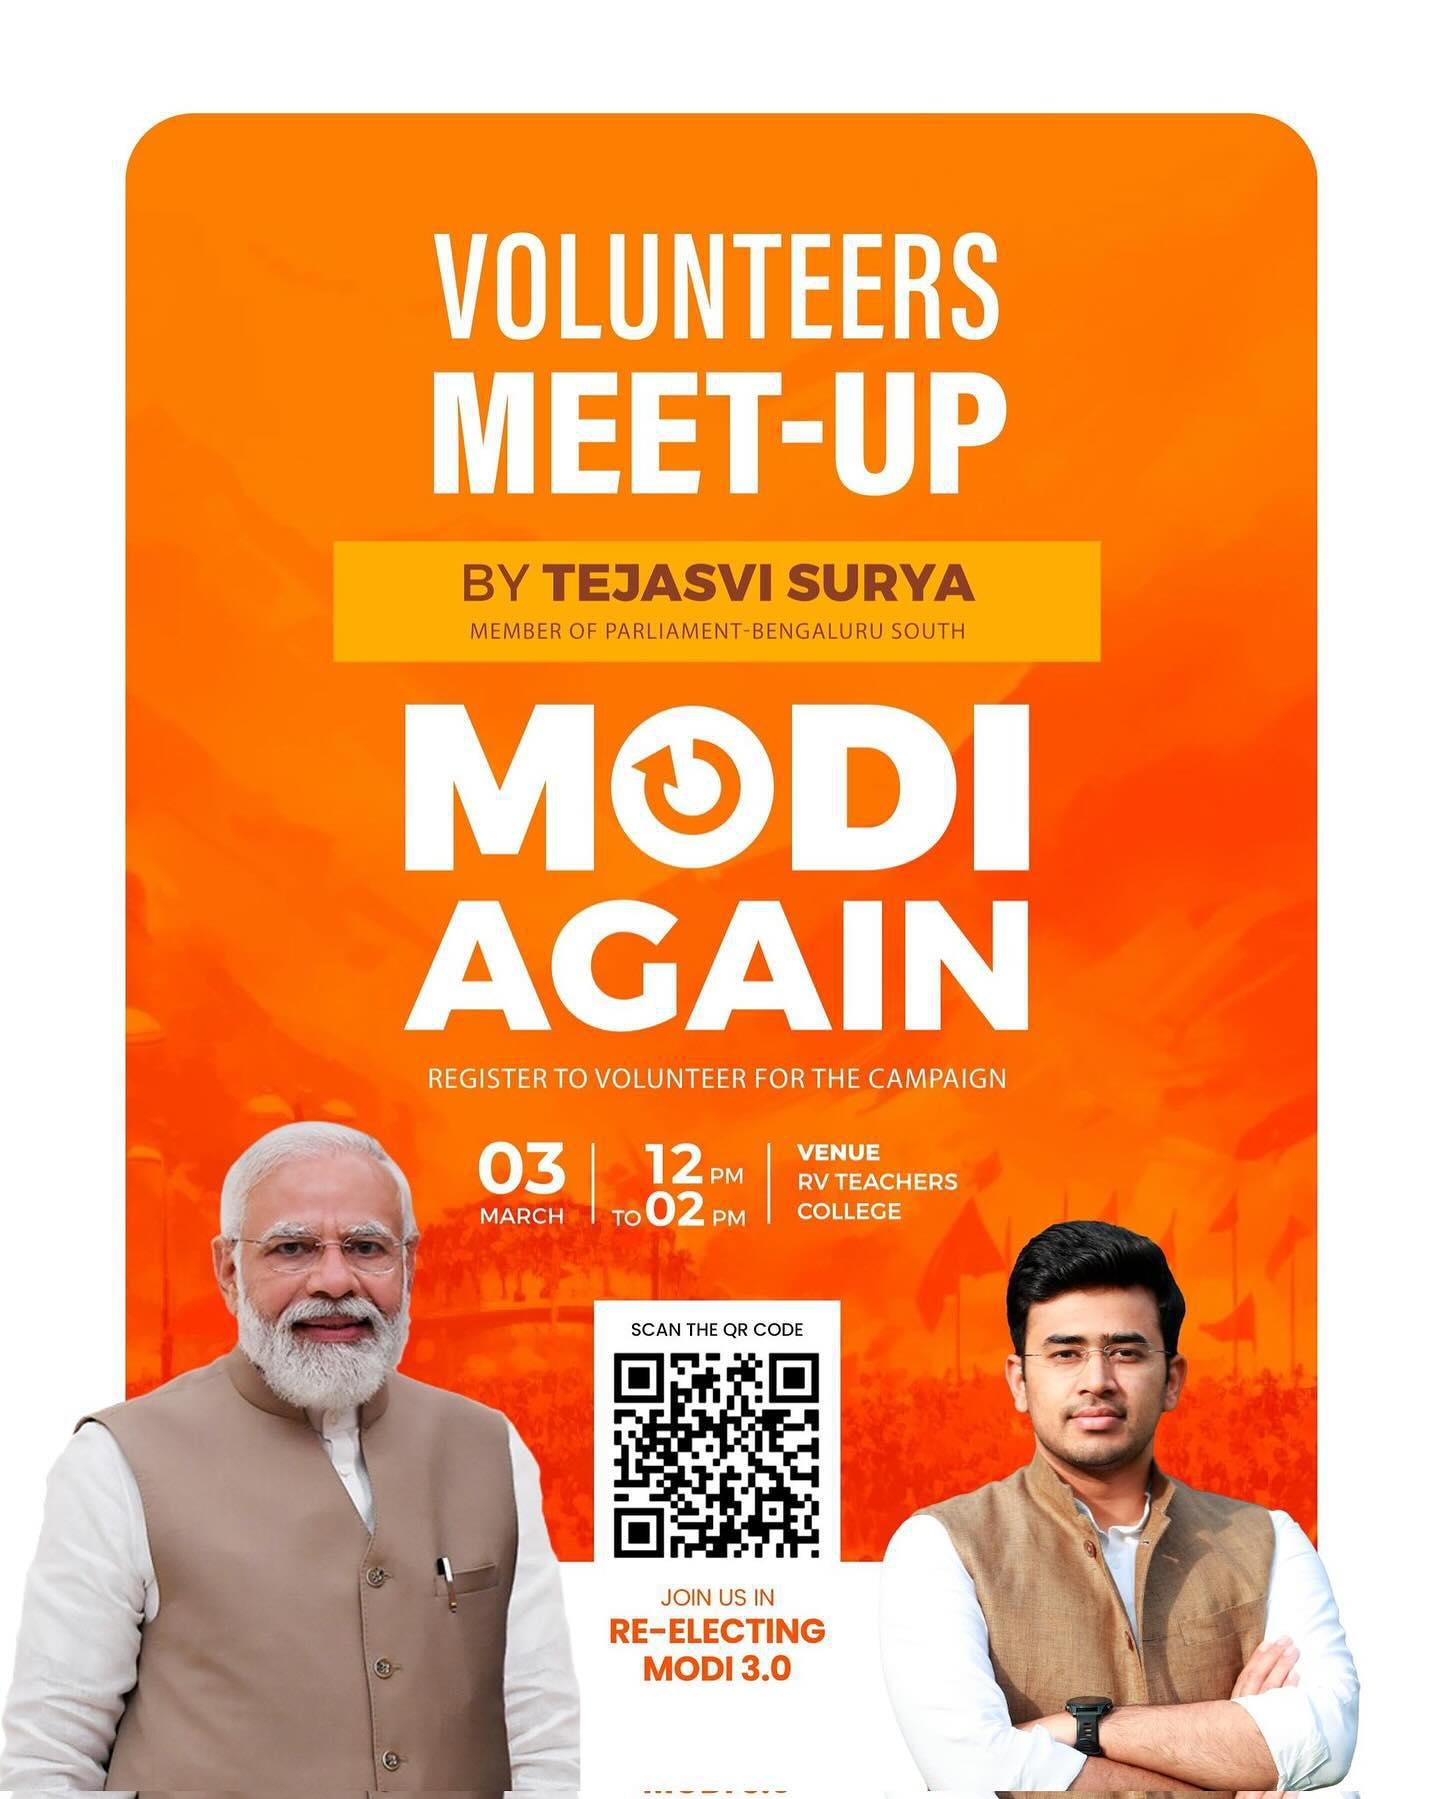 VOLUNTEERS
MEET-UP
BY TEJASVI SURYA
MEMBER OF PARLIAMENT-BENGALURU SOUTH
MODI
AGAIN
REGISTER TO VOLUNTEER FOR THE CAMPAIGN
03
MARCH
12 PM
TO 02 PM
VENUE
RV TEACHERS
COLLEGE
SCAN THE QR CODE
JOIN US IN
RE-ELECTING
MODI 3.0